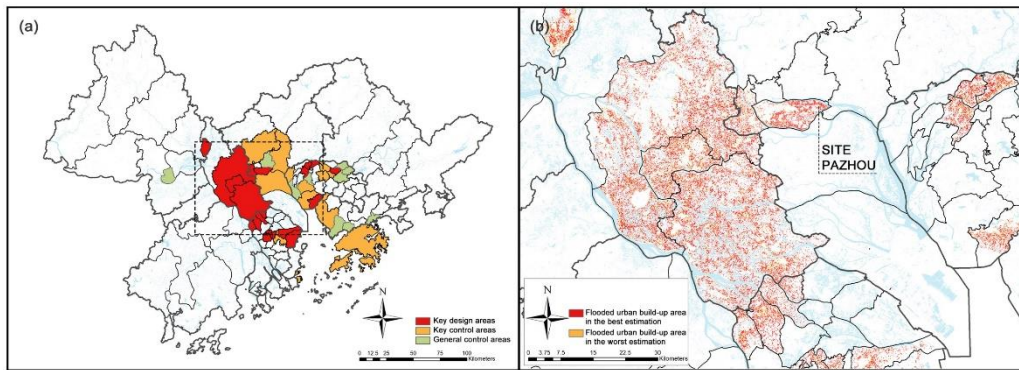 (a)
N
Key design areas
Key control areas
General control areas
0 12.5 25 50 75 100
Kilometers
(b)
SITE
PAZHOU
N
Flooded urban build-up area
in the best estimation
Flooded urban build-up area
in the worst estimation
0 3.75 7.5 15 22.5 30
Kilometers